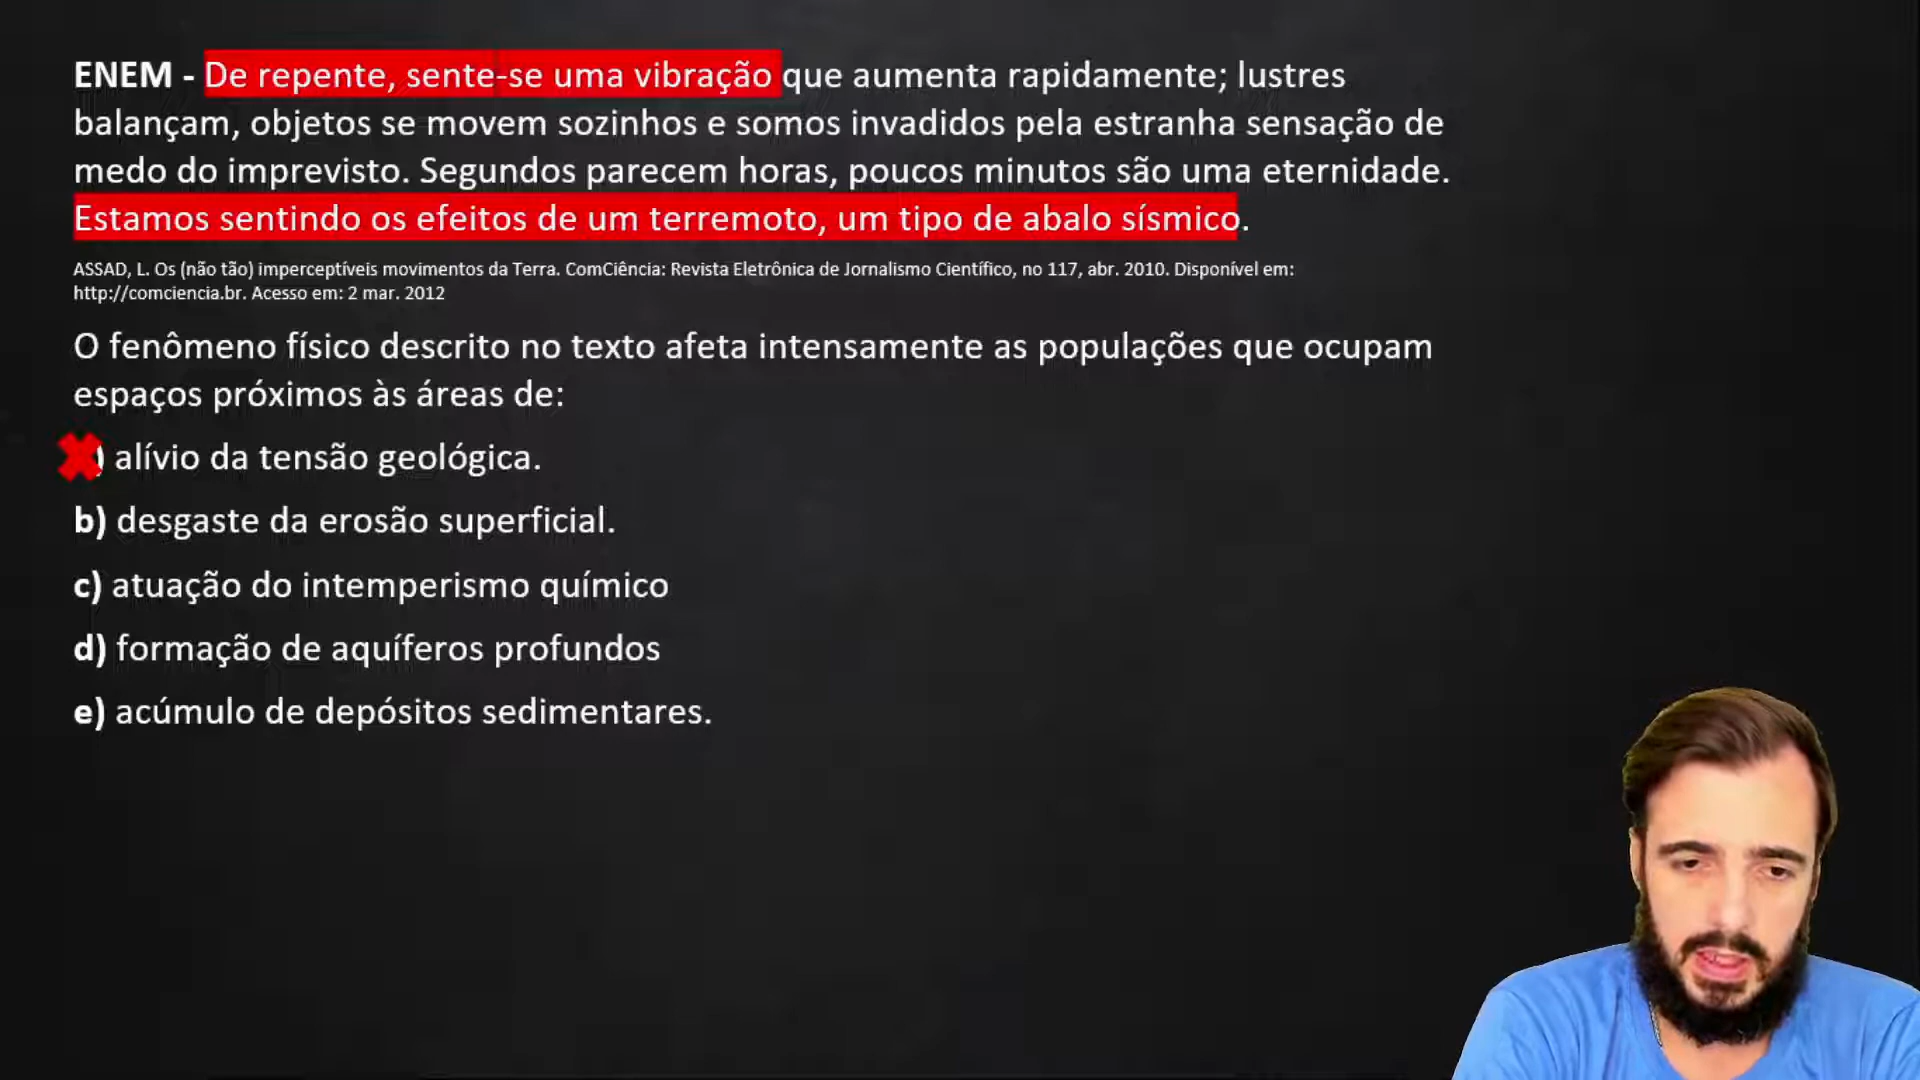 ENEM - De repente, sente-se uma vibração que aumenta rapidamente; lustres
balançam, objetos se movem sozinhos e somos invadidos pela estranha sensação de
medo do imprevisto. Segundos parecem horas, poucos minutos são uma eternidade.
Estamos sentindo os efeitos de um terremoto, um tipo de abalo sísmico.
ASSAD, L. Os (não tão) imperceptíveis movimentos da Terra. ComCiência: Revista Eletrônica de Jornalismo Científico, no 117, abr. 2010. Disponível em:
http://comciencia.br. Acesso em: 2 mar. 2012
O fenômeno físico descrito no texto afeta intensamente as populações que ocupam
espaços próximos às áreas de:
) alívio da tensão geológica.
b) desgaste da erosão superficial.
c) atuação do intemperismo químico
d) formação de aquíferos profundos
e) acúmulo de depósitos sedimentares.